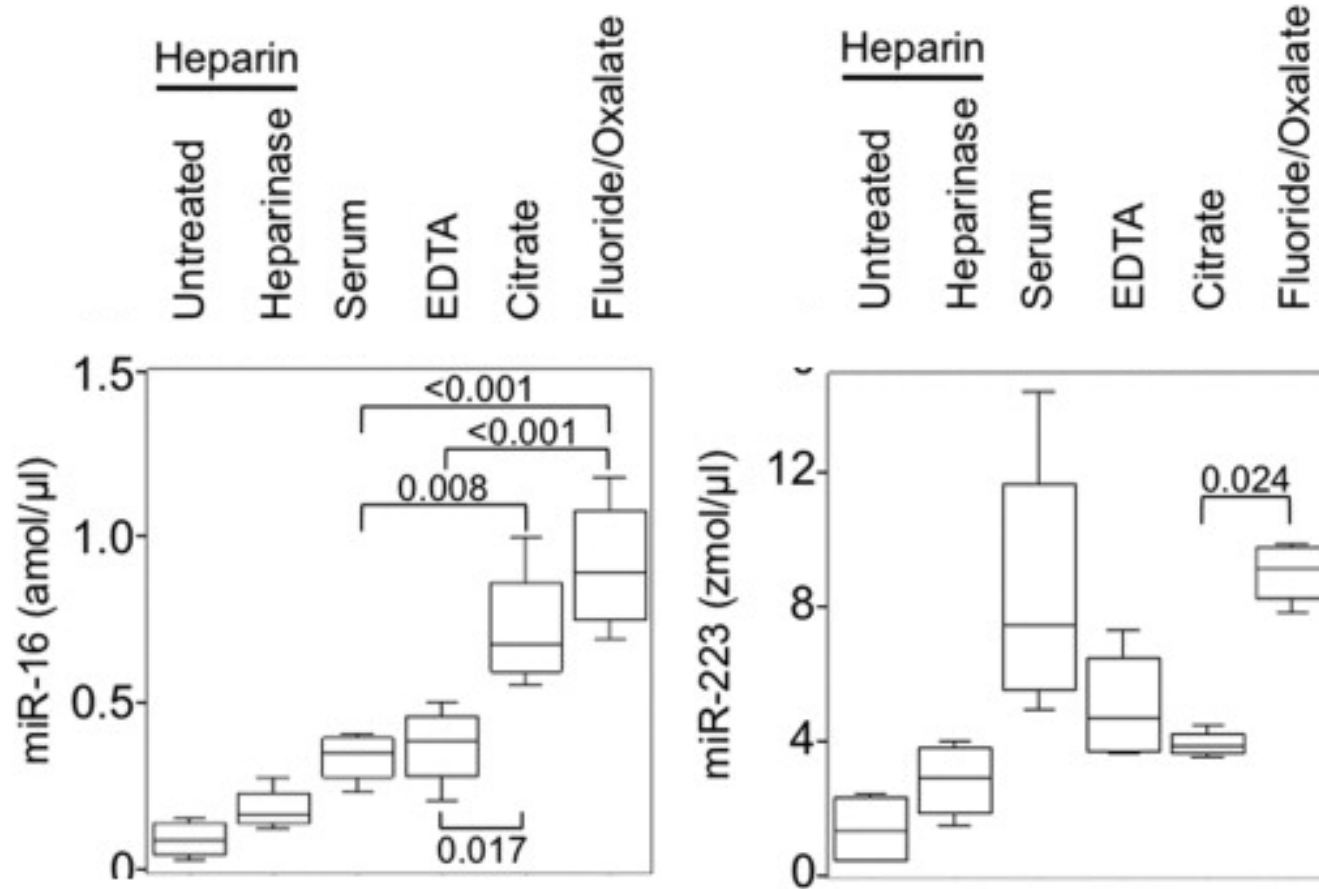 Heparin
Untreated
Heparinase
Serum
EDTA
Citrate
Fluoride/Oxalate
miR-16 (amol/µl)
1.5
1.0
0.5
0
<0.001
<0.001
0.008
0.017
Heparin
Untreated
Heparinase
Serum
EDTA
Citrate
Fluoride/Oxalate
miR-223 (zmol/µl)
12
8
4
0
0.024